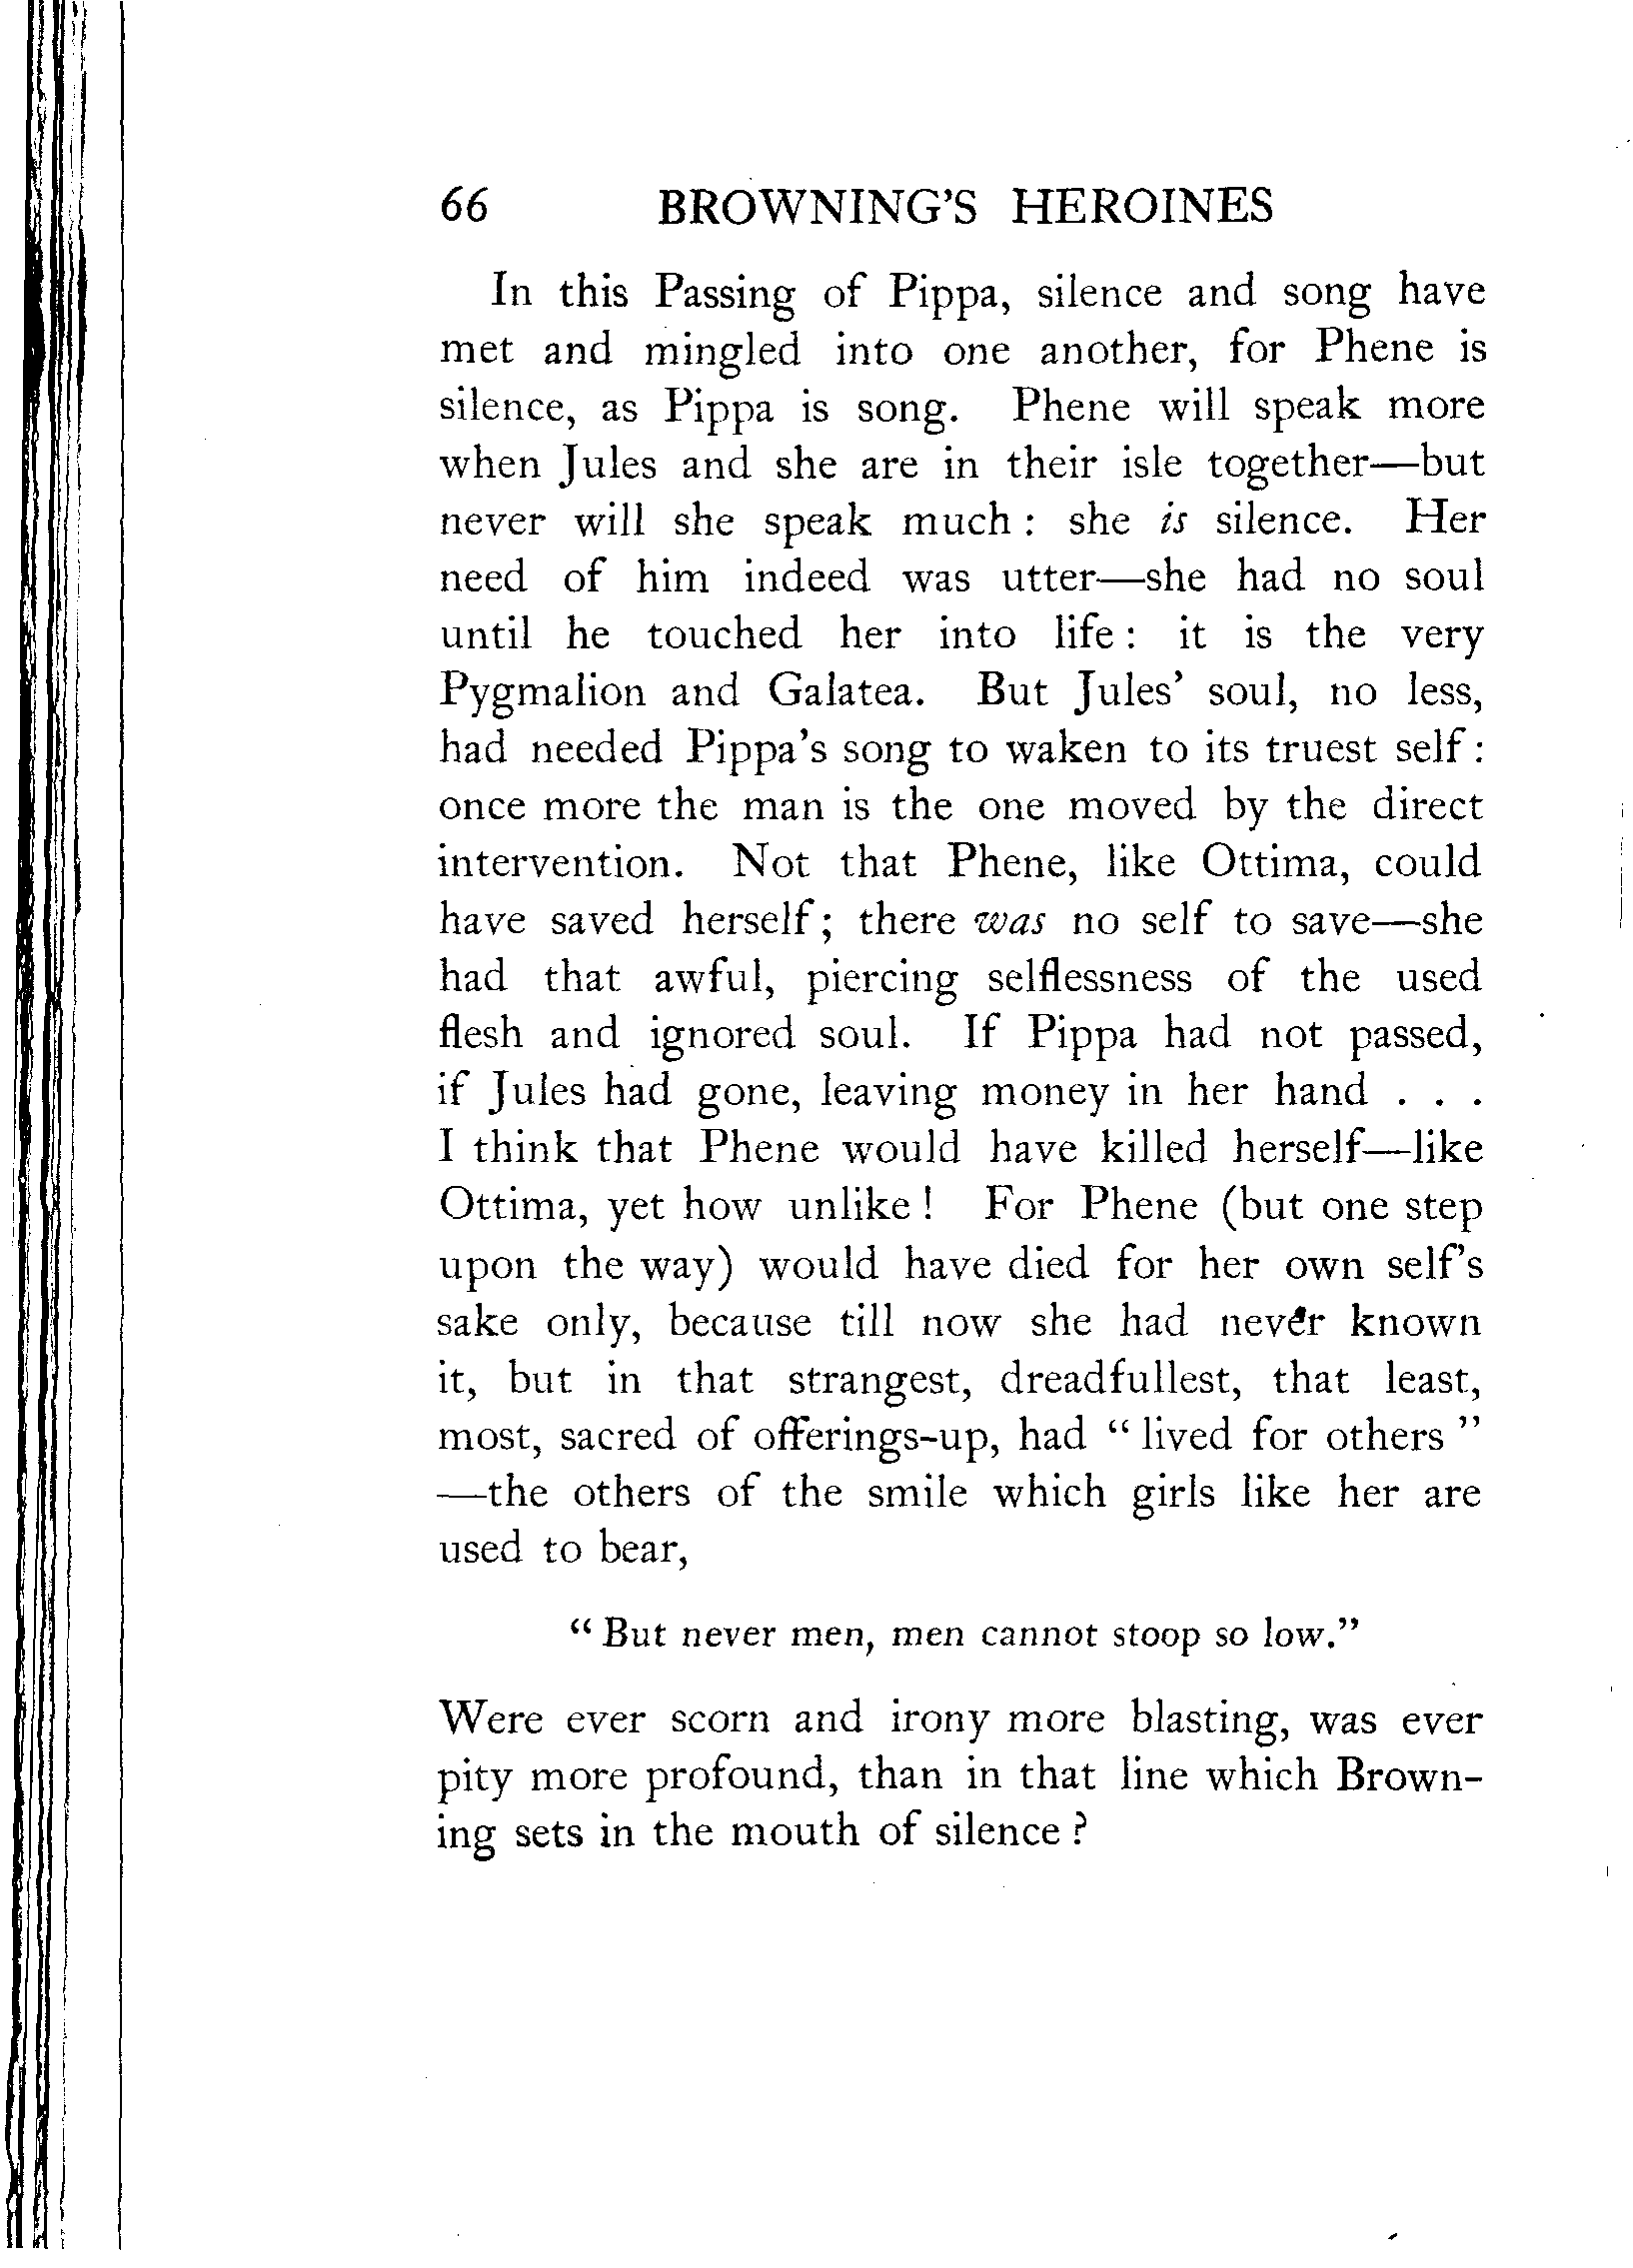 66 BROWNING'S HEROINES
In this Passing of Pippa, silence and song have
met and mingled into one another, for Phene is
silence, as Pippa is song. Phene will speak more
when Jules and she are in their isle together—but
never will she speak much : she is silence. Her
need of him indeed was utter—she had no soul
until he touched her into life : it is the very
Pygmalion and Galatea. But Jules' soul, no less,
had needed Pippa's song to waken to its truest self :
once more the man is the one moved by the direct
intervention. Not that Phene, like Ottima, could
have saved herself ; there was no self to save—she
had that awful, piercing selflessness of the used
flesh and ignored soul. If Pippa had not passed,
if Jules had gone, leaving money in her hand . . .
I think that Phene would have killed herself—like
Ottima, yet how unlike ! For Phene (but one step
upon the way) would have died for her own self's
sake only, because till now she had never known
it, but in that strangest, dreadfullest, that least,
most, sacred of offerings-up, had " lived for others "
—the others of the smile which girls like her are
used to bear,
" But never men, men cannot stoop so low."
Were ever scorn and irony more blasting, was ever
pity more profound, than in that line which Brown-
ing sets in the mouth of silence ?